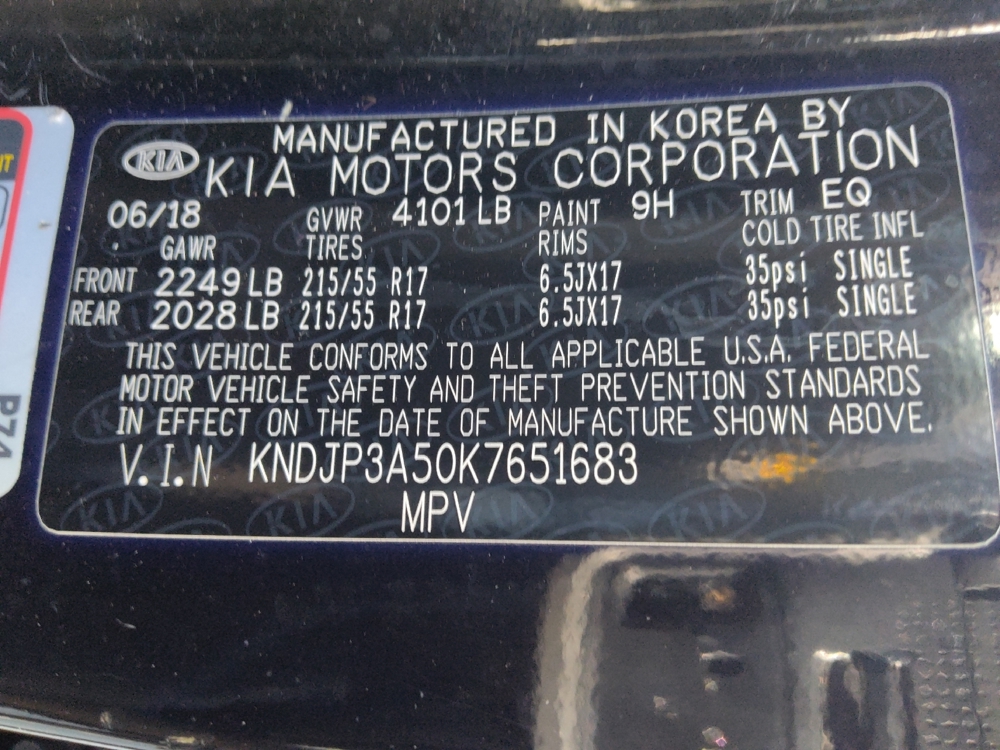 MANUFACTURED IN KOREA BY
KIA KIA MOTORS CORPORATION
06/18 GVWR 4101 LB PAINT 9H TRIM EQ
GAWR TIRES RIMS COLD TIRE INFL
FRONT 2249 LB 215/55 R17 6.5JX17 35psi SINGLE
REAR 2028 LB 215/55 R17 6.5JX17 35psi SINGLE
THIS VEHICLE CONFORMS TO ALL APPLICABLE U.S.A. FEDERAL
MOTOR VEHICLE SAFETY AND THEFT PREVENTION STANDARDS
IN EFFECT ON THE DATE OF MANUFACTURE SHOWN ABOVE.
V.I.N KNDJP3A50K7651683
MPV